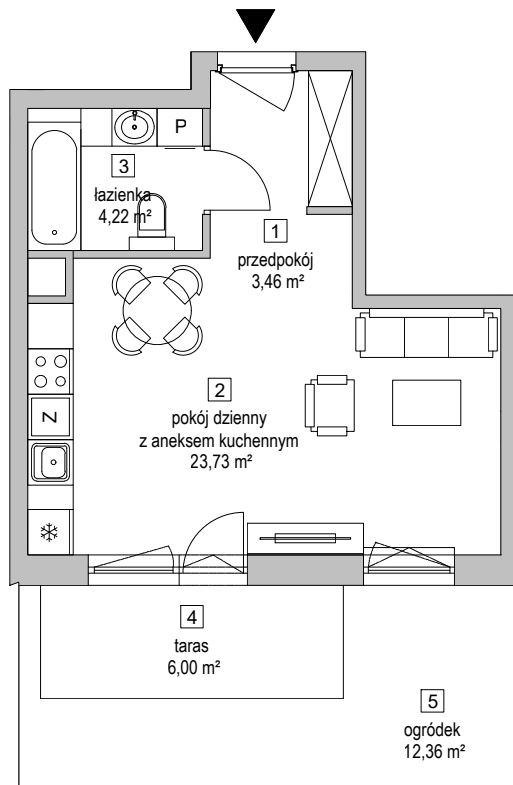 P
3
łazienka
4,22 m²
1
przedpokój
3,46 m²
2
pokój dzienny
z aneksem kuchennym
23,73 m²
Z
4
taras
6,00 m²
5
ogródek
12,36 m²